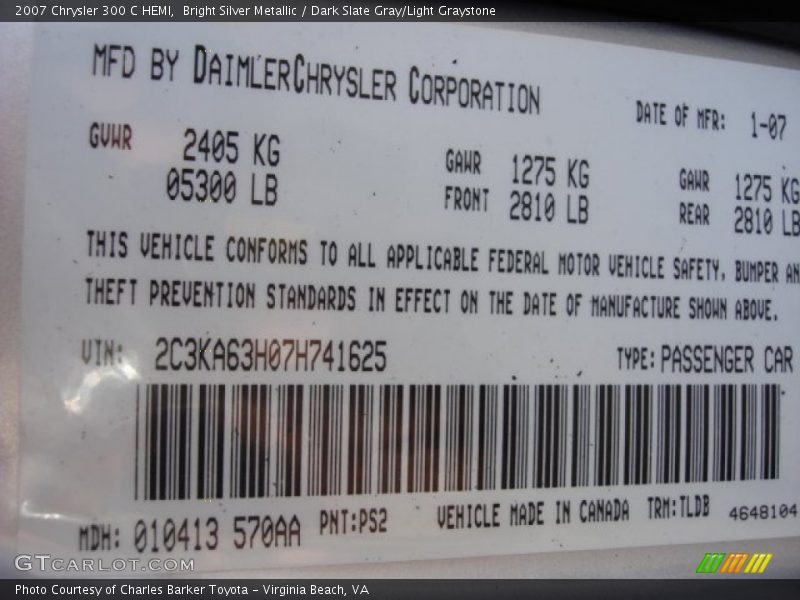 2007 Chrysler 300 C HEMI, Bright Silver Metallic / Dark Slate Gray/Light Graystone
MFD BY DAIMLERCHRYSLER CORPORATION
DATE OF MFR: 1-07
GVWR 2405 KG GAWR 1275 KG GAWR 1275 KG
05300 LB FRONT 2810 LB REAR 2810 LB
THIS VEHICLE CONFORMS TO ALL APPLICABLE FEDERAL MOTOR VEHICLE SAFETY, BUMPER AN
THEFT PREVENTION STANDARDS IN EFFECT ON THE DATE OF MANUFACTURE SHOWN ABOVE.
VIN: 2C3KA63H07H741625 TYPE: PASSENGER CAR
MDH: 010413 570AA PNT:PS2 VEHICLE MADE IN CANADA TRM:TLDB 4648104
GTCARLOT.COM
Photo Courtesy of Charles Barker Toyota - Virginia Beach, VA